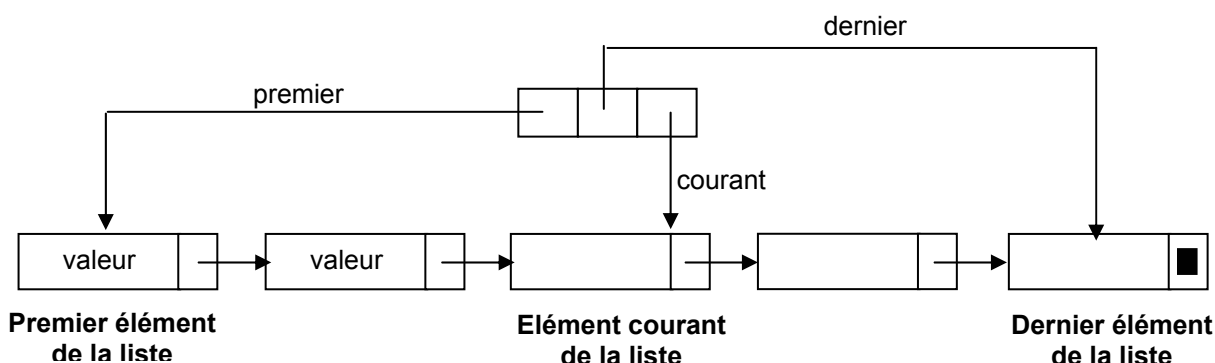 dernier
premier
courant
valeur
valeur
Premier élément
de la liste
Elément courant
de la liste
Dernier élément
de la liste